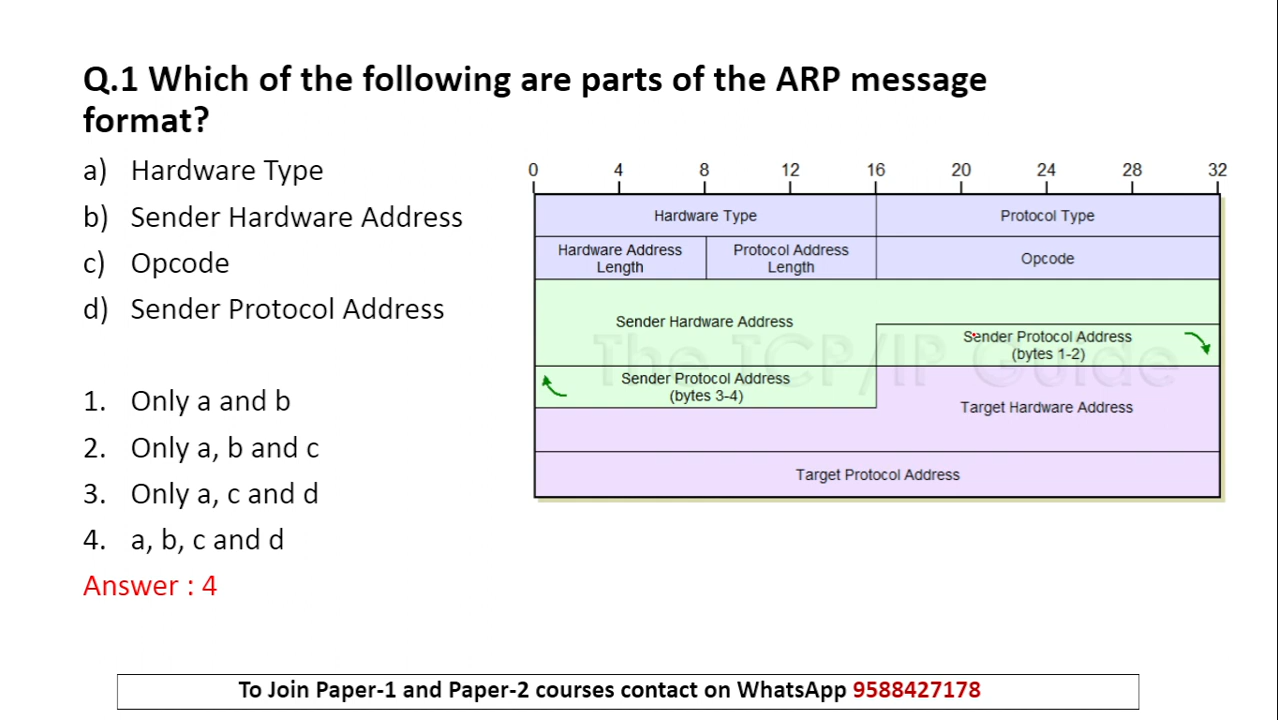 Q.1 Which of the following are parts of the ARP message
format?
a) Hardware Type
b) Sender Hardware Address
c) Opcode
d) Sender Protocol Address
1. Only a and b
2. Only a, b and c
3. Only a, c and d
4. a, b, c and d
Answer : 4
0 4 8 12 16 20 24 28 32
Hardware Type Protocol Type
Hardware Address
Length
Protocol Address
Length
Opcode
Sender Hardware Address
Sender Protocol Address
(bytes 1-2)
Sender Protocol Address
(bytes 3-4)
Target Hardware Address
Target Protocol Address
The TCP/IP Guide
To Join Paper-1 and Paper-2 courses contact on WhatsApp 9588427178